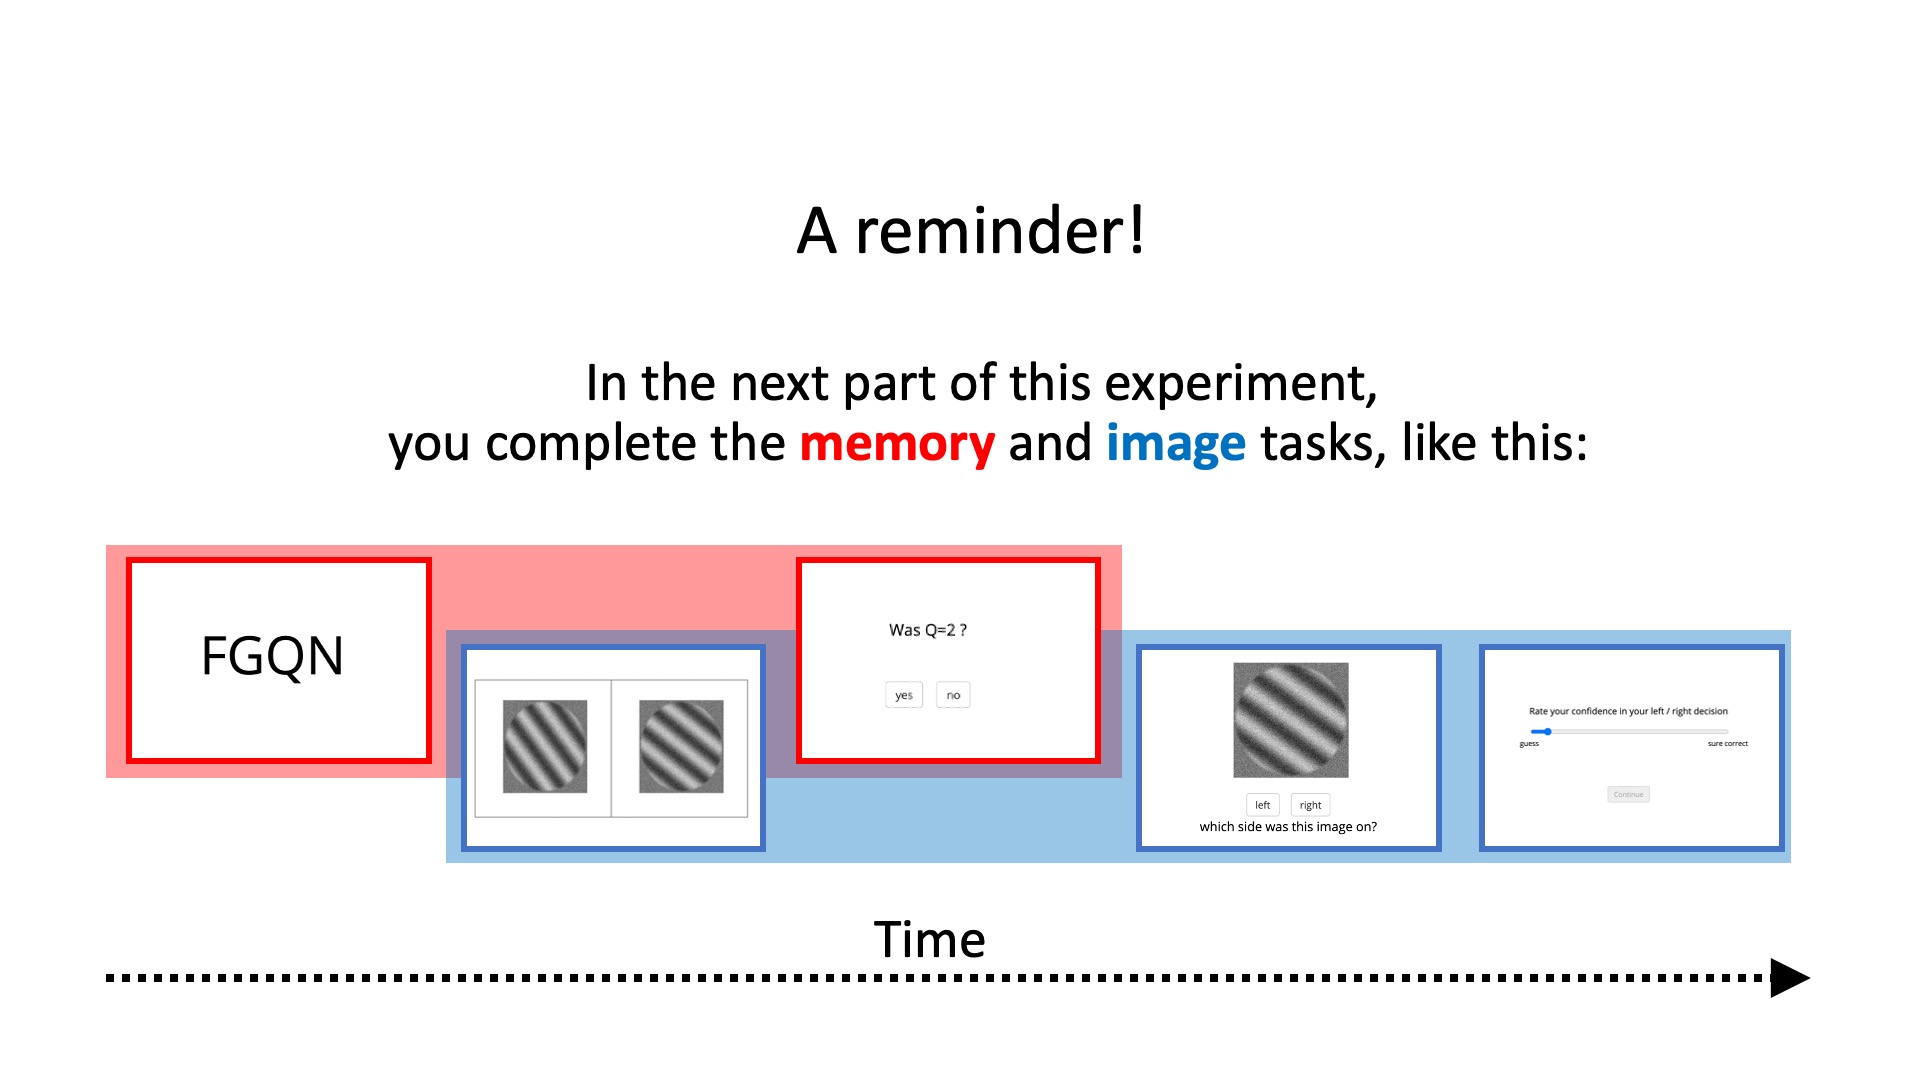 A reminder!
In the next part of this experiment,
you complete the memory and image tasks, like this:
FGQN
Was Q=2 ?
yes no
left right
which side was this image on?
Rate your confidence in your left / right decision
guess sure correct
Continue
Time